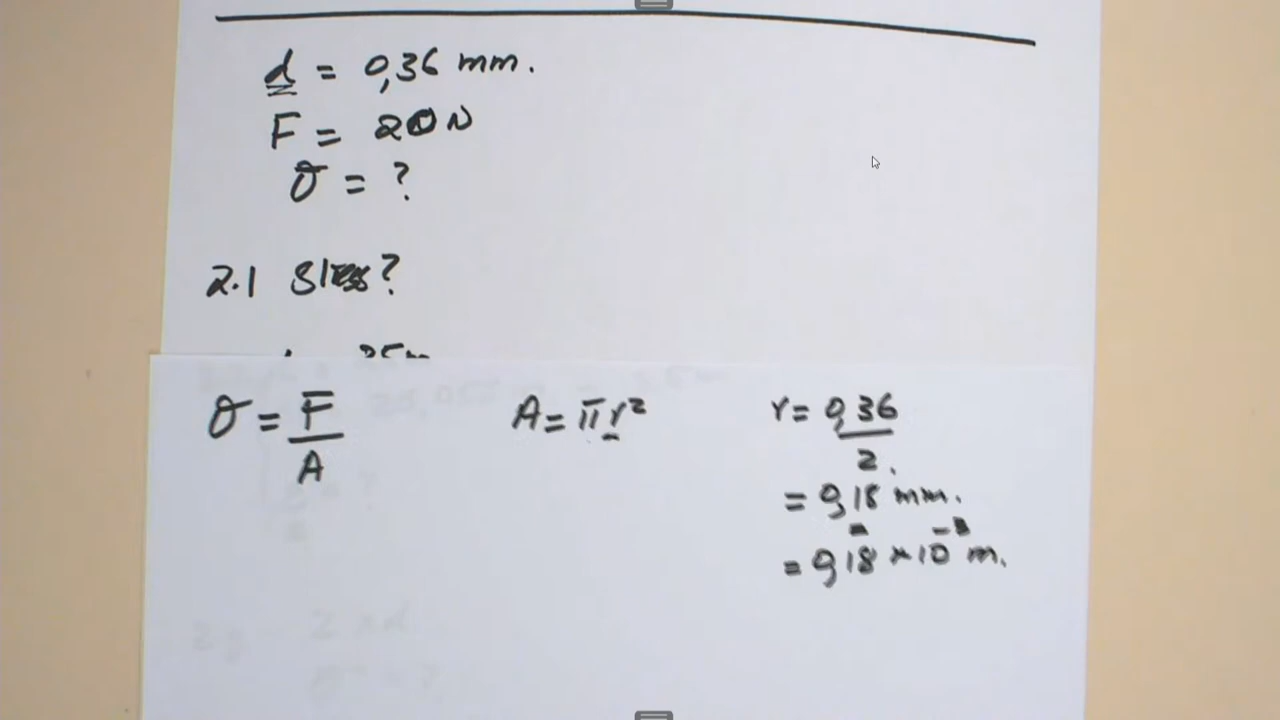 d = 0,36 mm.
F = 20 N
σ = ?
2.1 Stress?
σ = F/A
A = πr²
r = 0,36/2.
= 0,18 mm.
= 0,18 × 10⁻³ m.